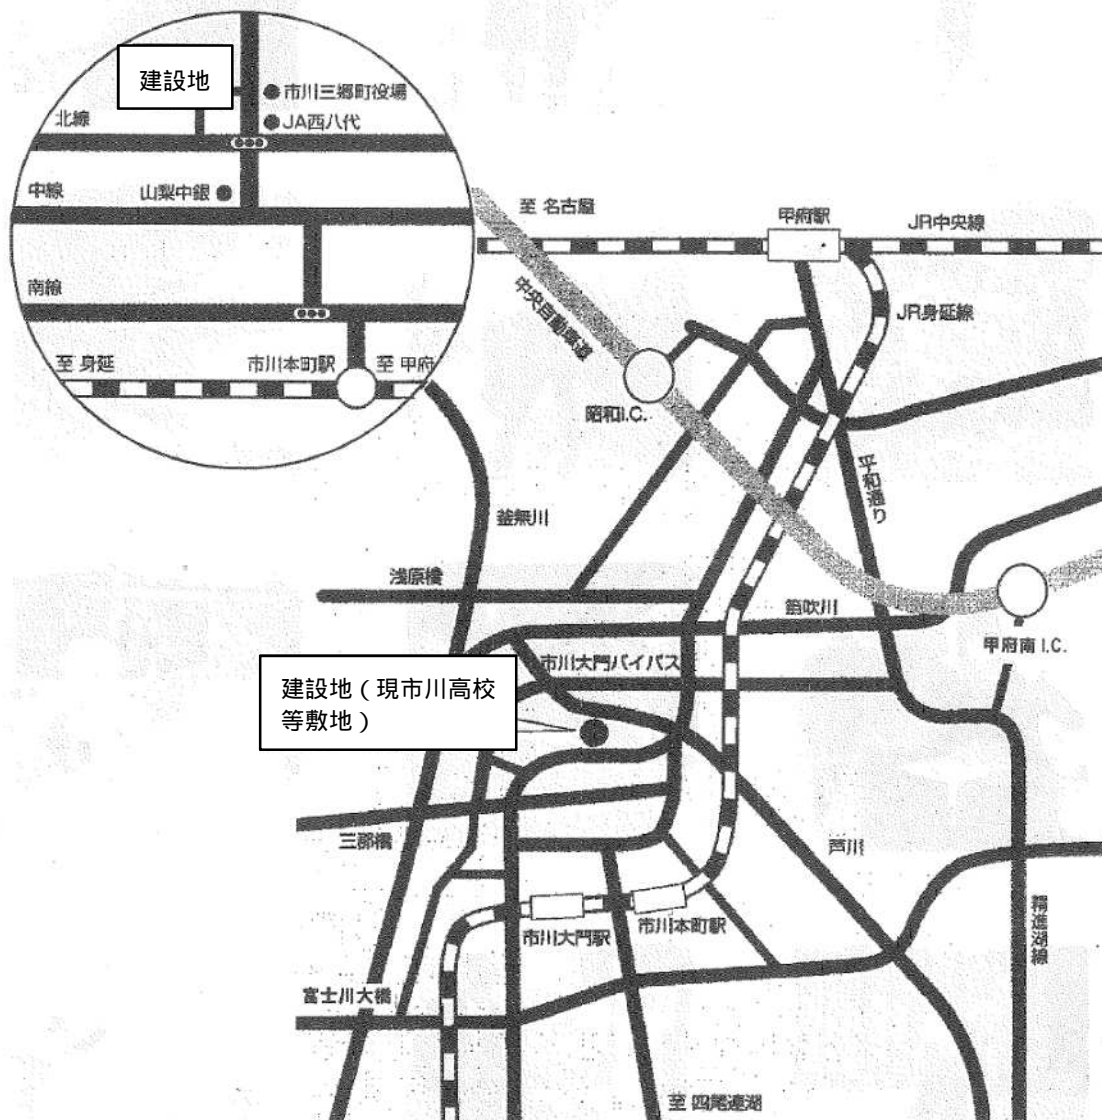 建設地
市川三郷町役場
JA西八代
北線
中線
山梨中銀
南線
至 身延
市川本町駅
至 甲府
至 名古屋
甲府駅
JR中央線
中央自動車道
JR身延線
昭和I.C.
平和通り
釜無川
浅原橋
笛吹川
甲府南 I.C.
市川大門バイパス
建設地(現市川高校
等敷地)
三郡橋
芦川
精進湖線
市川大門駅
市川本町駅
富士川大橋
至 四尾連湖